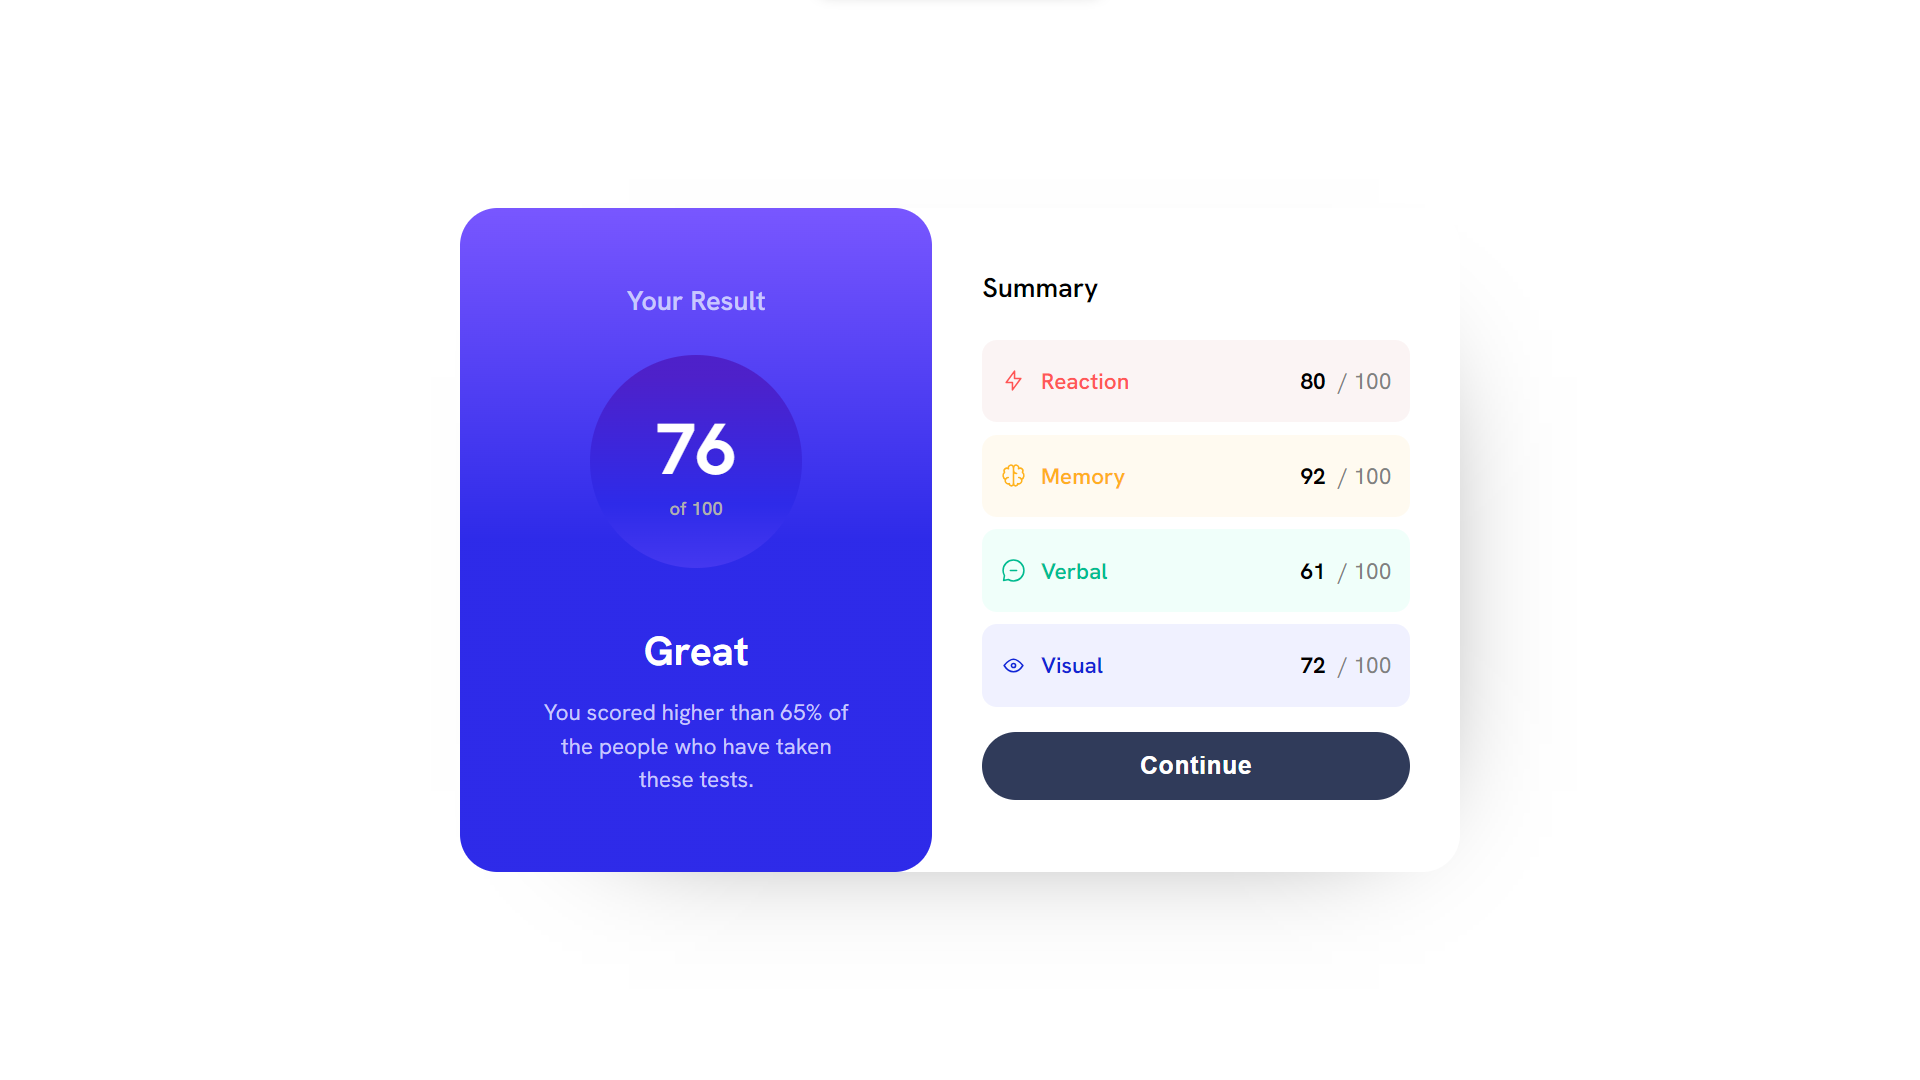 Your Result
76
of 100
Great
You scored higher than 65% of
the people who have taken
these tests.
Summary
Reaction 80 / 100
Memory 92 / 100
Verbal 61 / 100
Visual 72 / 100
Continue